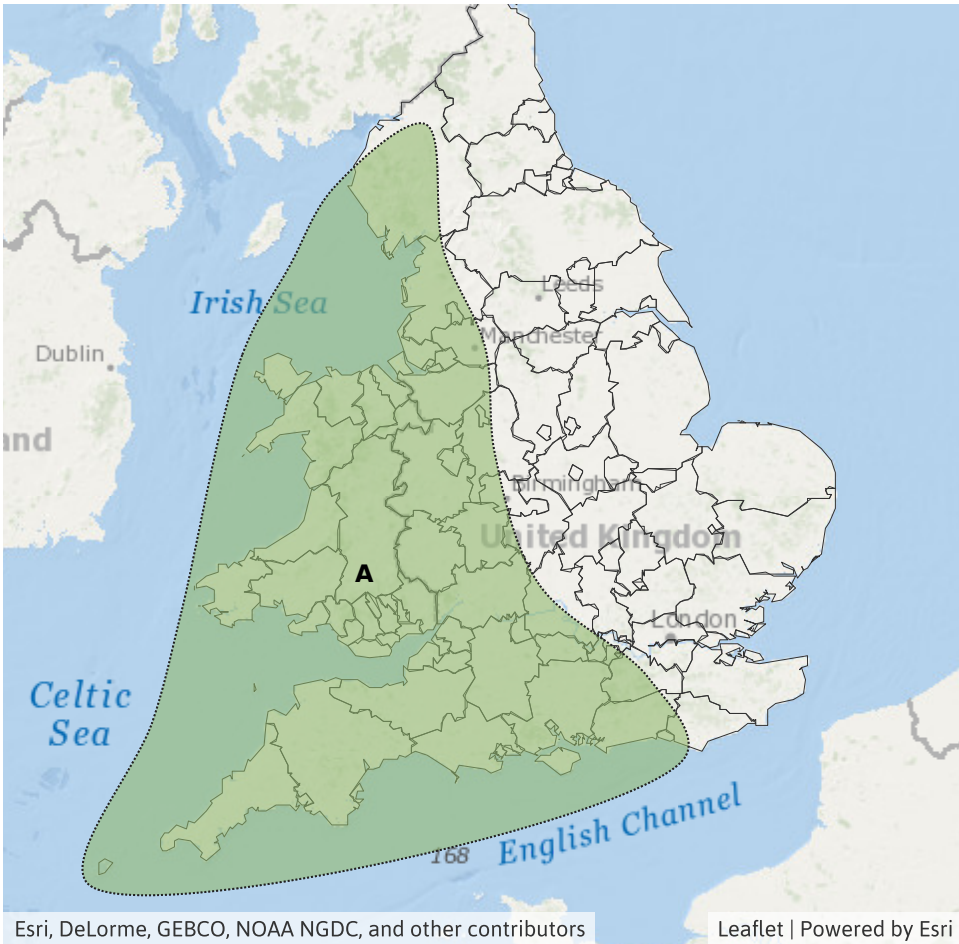 Irish Sea
Leeds
Manchester
Dublin
and
Birmingham
United Kingdom
A
London
Celtic
Sea
English Channel
168
Esri, DeLorme, GEBCO, NOAA NGDC, and other contributors
Leaflet | Powered by Esri